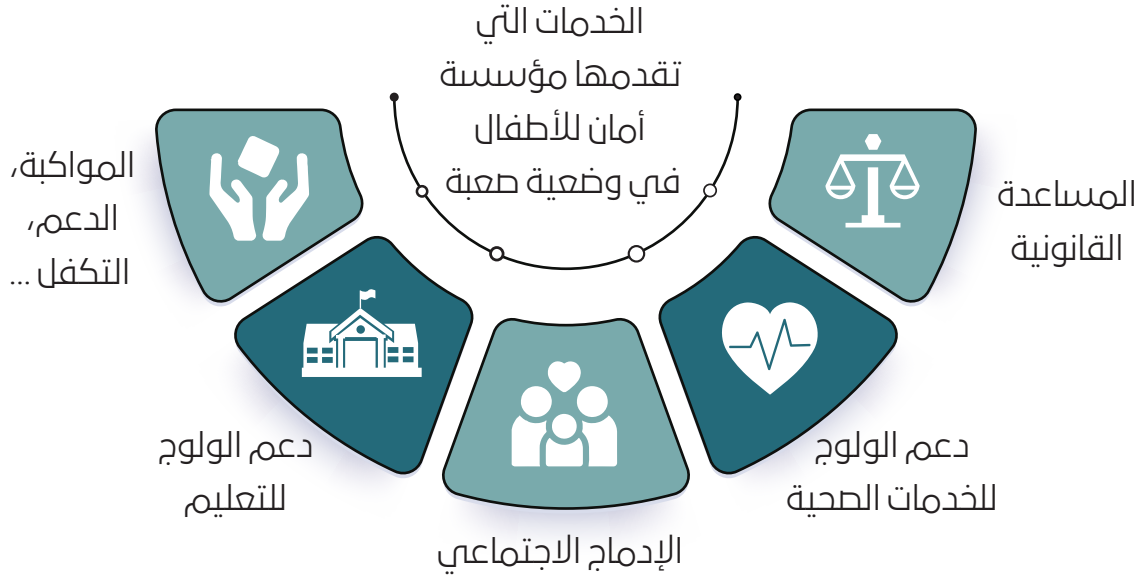 الخدمات التي
تقدمها مؤسسة
أمان للأطفال
في وضعية صعبة
المساعدة
القانونية
دعم الولوج
للخدمات الصحية
الإدماج الاجتماعي
دعم الولوج
للتعليم
المواكبة،
الدعم،
التكفل ...